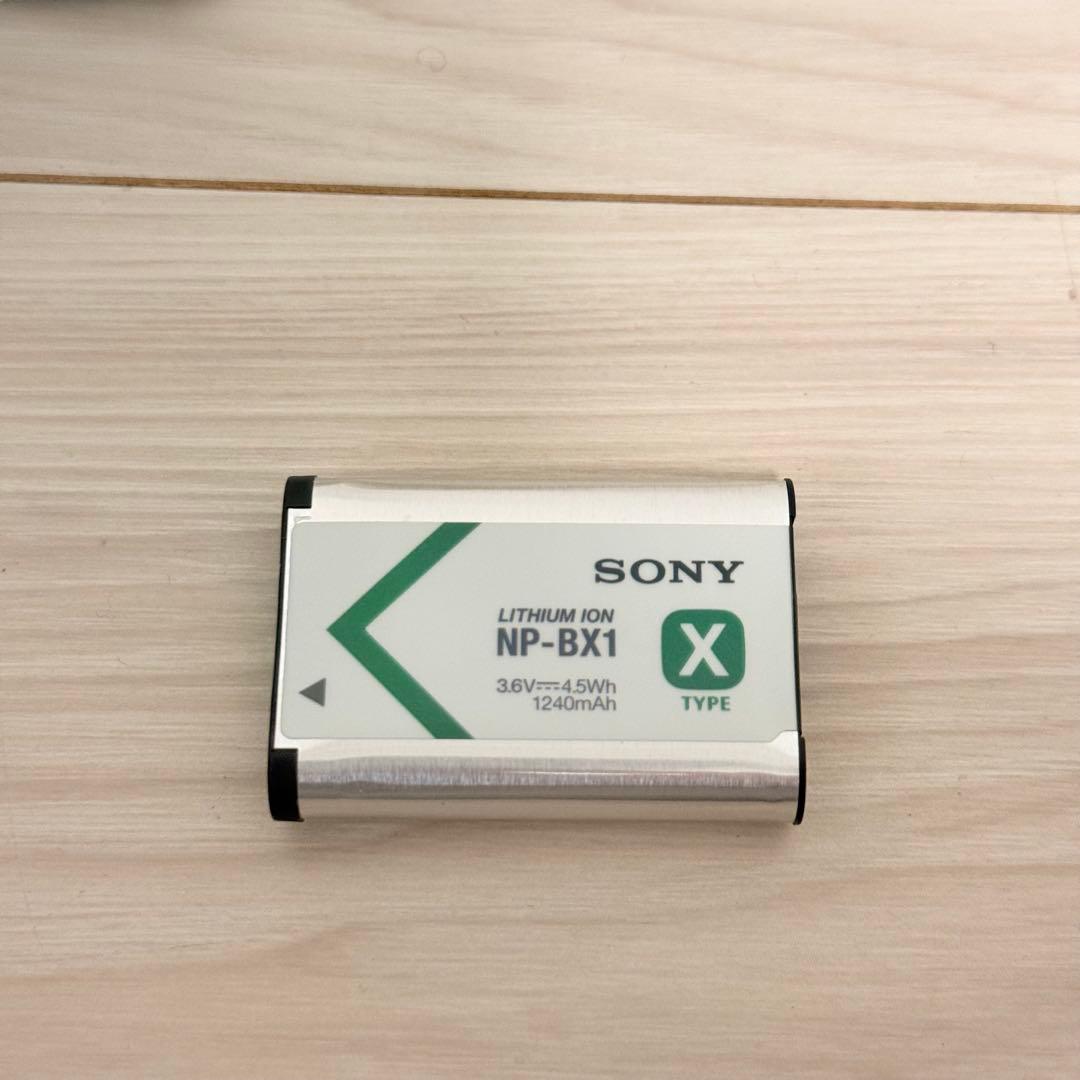 SONY
LITHIUM ION
NP-BX1
X
TYPE
3.6V⎓4.5Wh
1240mAh